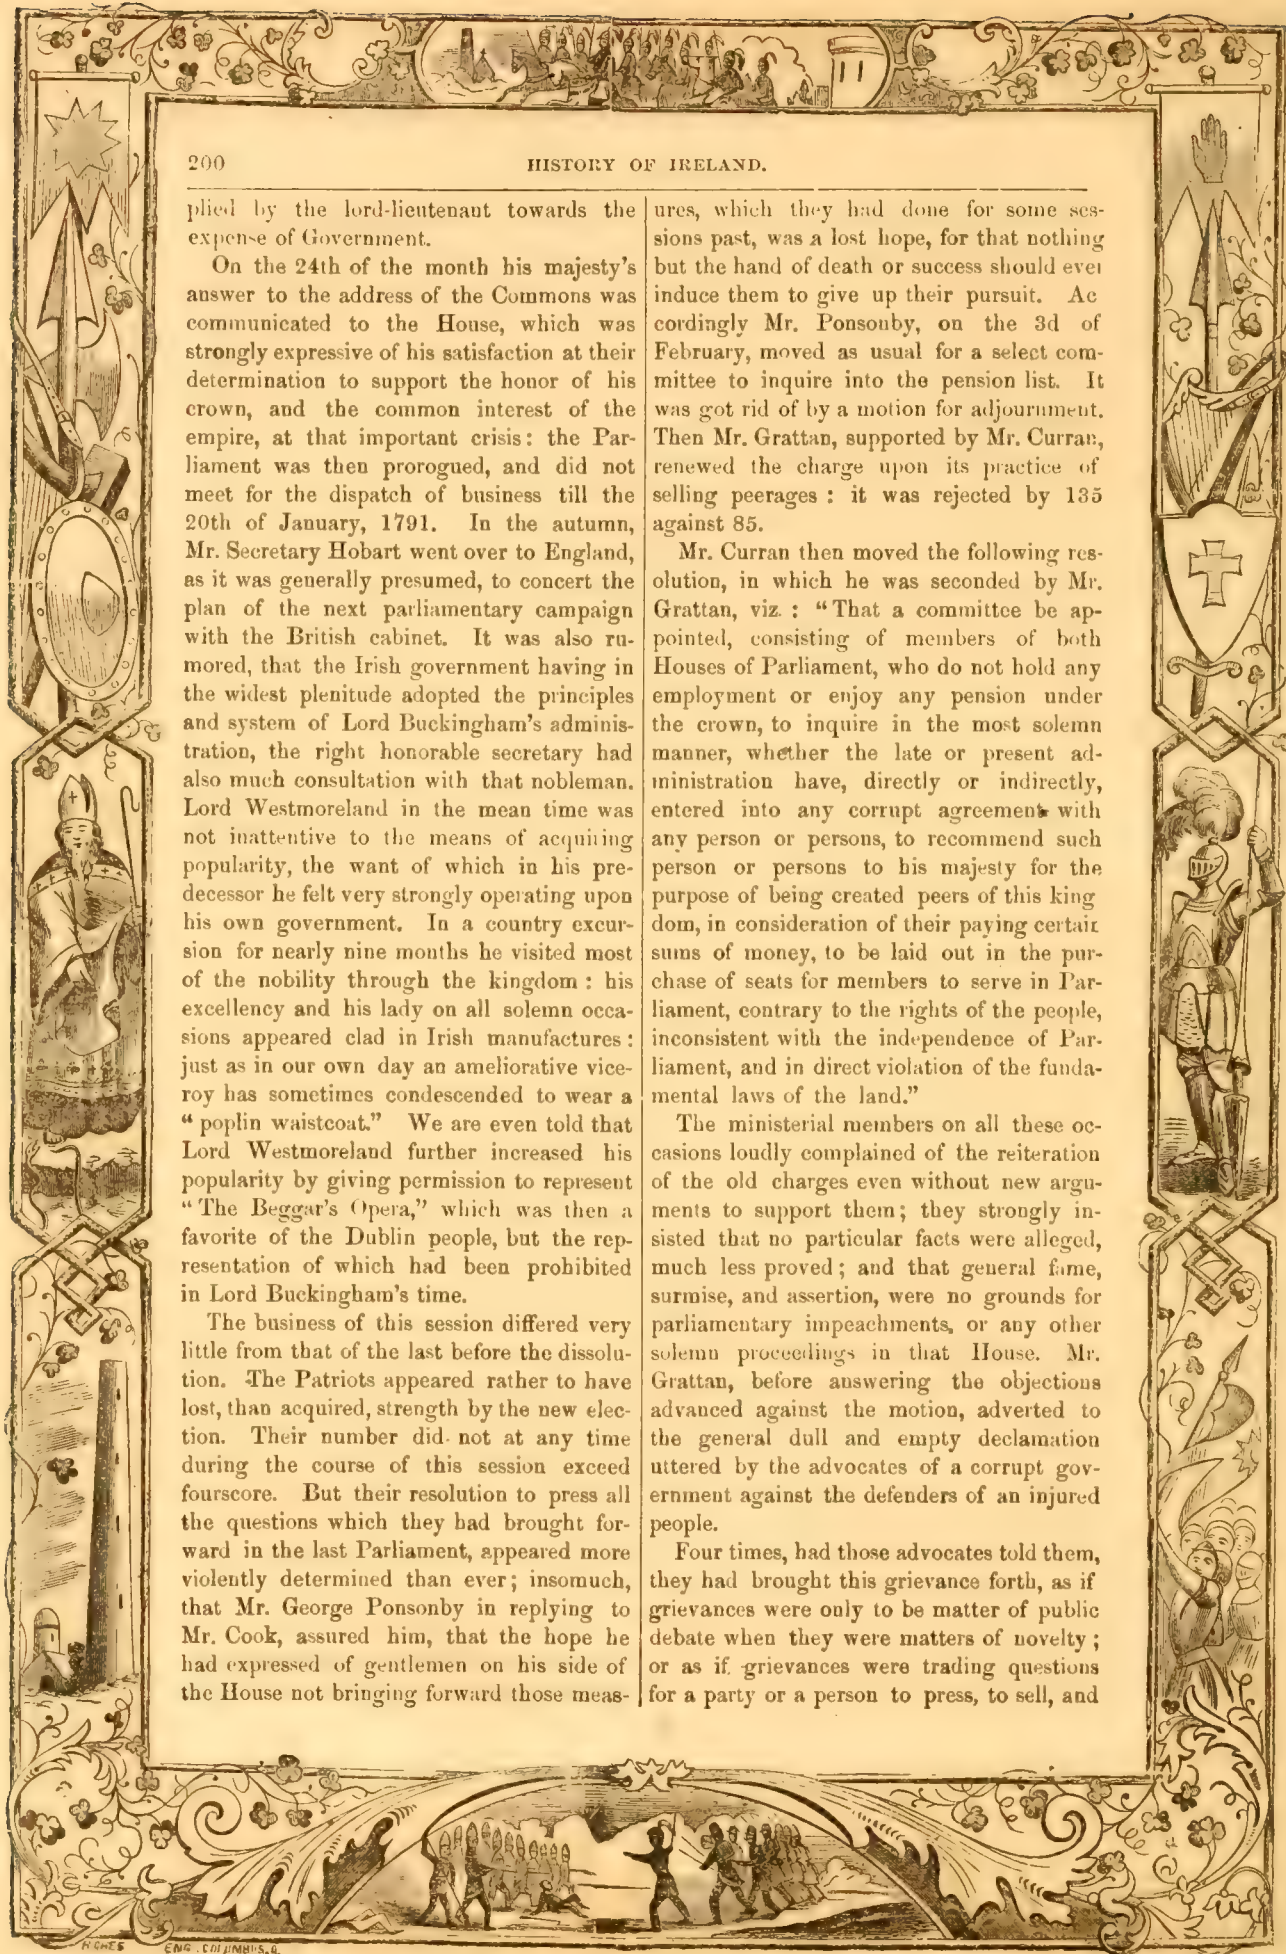 200
HISTORY OF IRELAND.
plied by the lord-lieutenant towards the
expense of Government.
On the 24th of the month his majesty's
answer to the address of the Commons was
communicated to the House, which was
strongly expressive of his satisfaction at their
determination to support the honor of his
crown, and the common interest of the
empire, at that important crisis: the Par-
liament was then prorogued, and did not
meet for the dispatch of business till the
20th of January, 1791. In the autumn,
Mr. Secretary Hobart went over to England,
as it was generally presumed, to concert the
plan of the next parliamentary campaign
with the British cabinet. It was also ru-
mored, that the Irish government having in
the widest plenitude adopted the principles
and system of Lord Buckingham's adminis-
tration, the right honorable secretary had
also much consultation with that nobleman.
Lord Westmoreland in the mean time was
not inattentive to the means of acquiring
popularity, the want of which in his pre-
decessor he felt very strongly operating upon
his own government. In a country excur-
sion for nearly nine months he visited most
of the nobility through the kingdom : his
excellency and his lady on all solemn occa-
sions appeared clad in Irish manufactures :
just as in our own day an ameliorative vice-
roy has sometimes condescended to wear a
“ poplin waistcoat.” We are even told that
Lord Westmoreland further increased his
popularity by giving permission to represent
“ The Beggar's Opera,” which was then a
favorite of the Dublin people, but the rep-
resentation of which had been prohibited
in Lord Buckingham's time.
The business of this session differed very
little from that of the last before the dissolu-
tion. The Patriots appeared rather to have
lost, than acquired, strength by the new elec-
tion. Their number did not at any time
during the course of this session exceed
fourscore. But their resolution to press all
the questions which they had brought for-
ward in the last Parliament, appeared more
violently determined than ever; insomuch,
that Mr. George Ponsonby in replying to
Mr. Cook, assured him, that the hope he
had expressed of gentlemen on his side of
the House not bringing forward those meas-
ures, which they had done for some ses-
sions past, was a lost hope, for that nothing
but the hand of death or success should ever
induce them to give up their pursuit. Ac
cordingly Mr. Ponsonby, on the 3d of
February, moved as usual for a select com-
mittee to inquire into the pension list. It
was got rid of by a motion for adjournment.
Then Mr. Grattan, supported by Mr. Curran,
renewed the charge upon its practice of
selling peerages : it was rejected by 135
against 85.
Mr. Curran then moved the following res-
olution, in which he was seconded by Mr.
Grattan, viz. : “That a committee be ap-
pointed, consisting of members of both
Houses of Parliament, who do not hold any
employment or enjoy any pension under
the crown, to inquire in the most solemn
manner, whether the late or present ad-
ministration have, directly or indirectly,
entered into any corrupt agreement with
any person or persons, to recommend such
person or persons to his majesty for the
purpose of being created peers of this king
dom, in consideration of their paying certain
sums of money, to be laid out in the pur-
chase of seats for members to serve in Par-
liament, contrary to the rights of the people,
inconsistent with the independence of Par-
liament, and in direct violation of the funda-
mental laws of the land.”
The ministerial members on all these oc-
casions loudly complained of the reiteration
of the old charges even without new argu-
ments to support them; they strongly in-
sisted that no particular facts were alleged,
much less proved; and that general fame,
surmise, and assertion, were no grounds for
parliamentary impeachments, or any other
solemn proceedings in that House. Mr.
Grattan, before answering the objections
advanced against the motion, adverted to
the general dull and empty declamation
uttered by the advocates of a corrupt gov-
ernment against the defenders of an injured
people.
Four times, had those advocates told them,
they had brought this grievance forth, as if
grievances were only to be matter of public
debate when they were matters of novelty ;
or as if grievances were trading questions
for a party or a person to press, to sell, and
ENG. COLUMBUS. O.